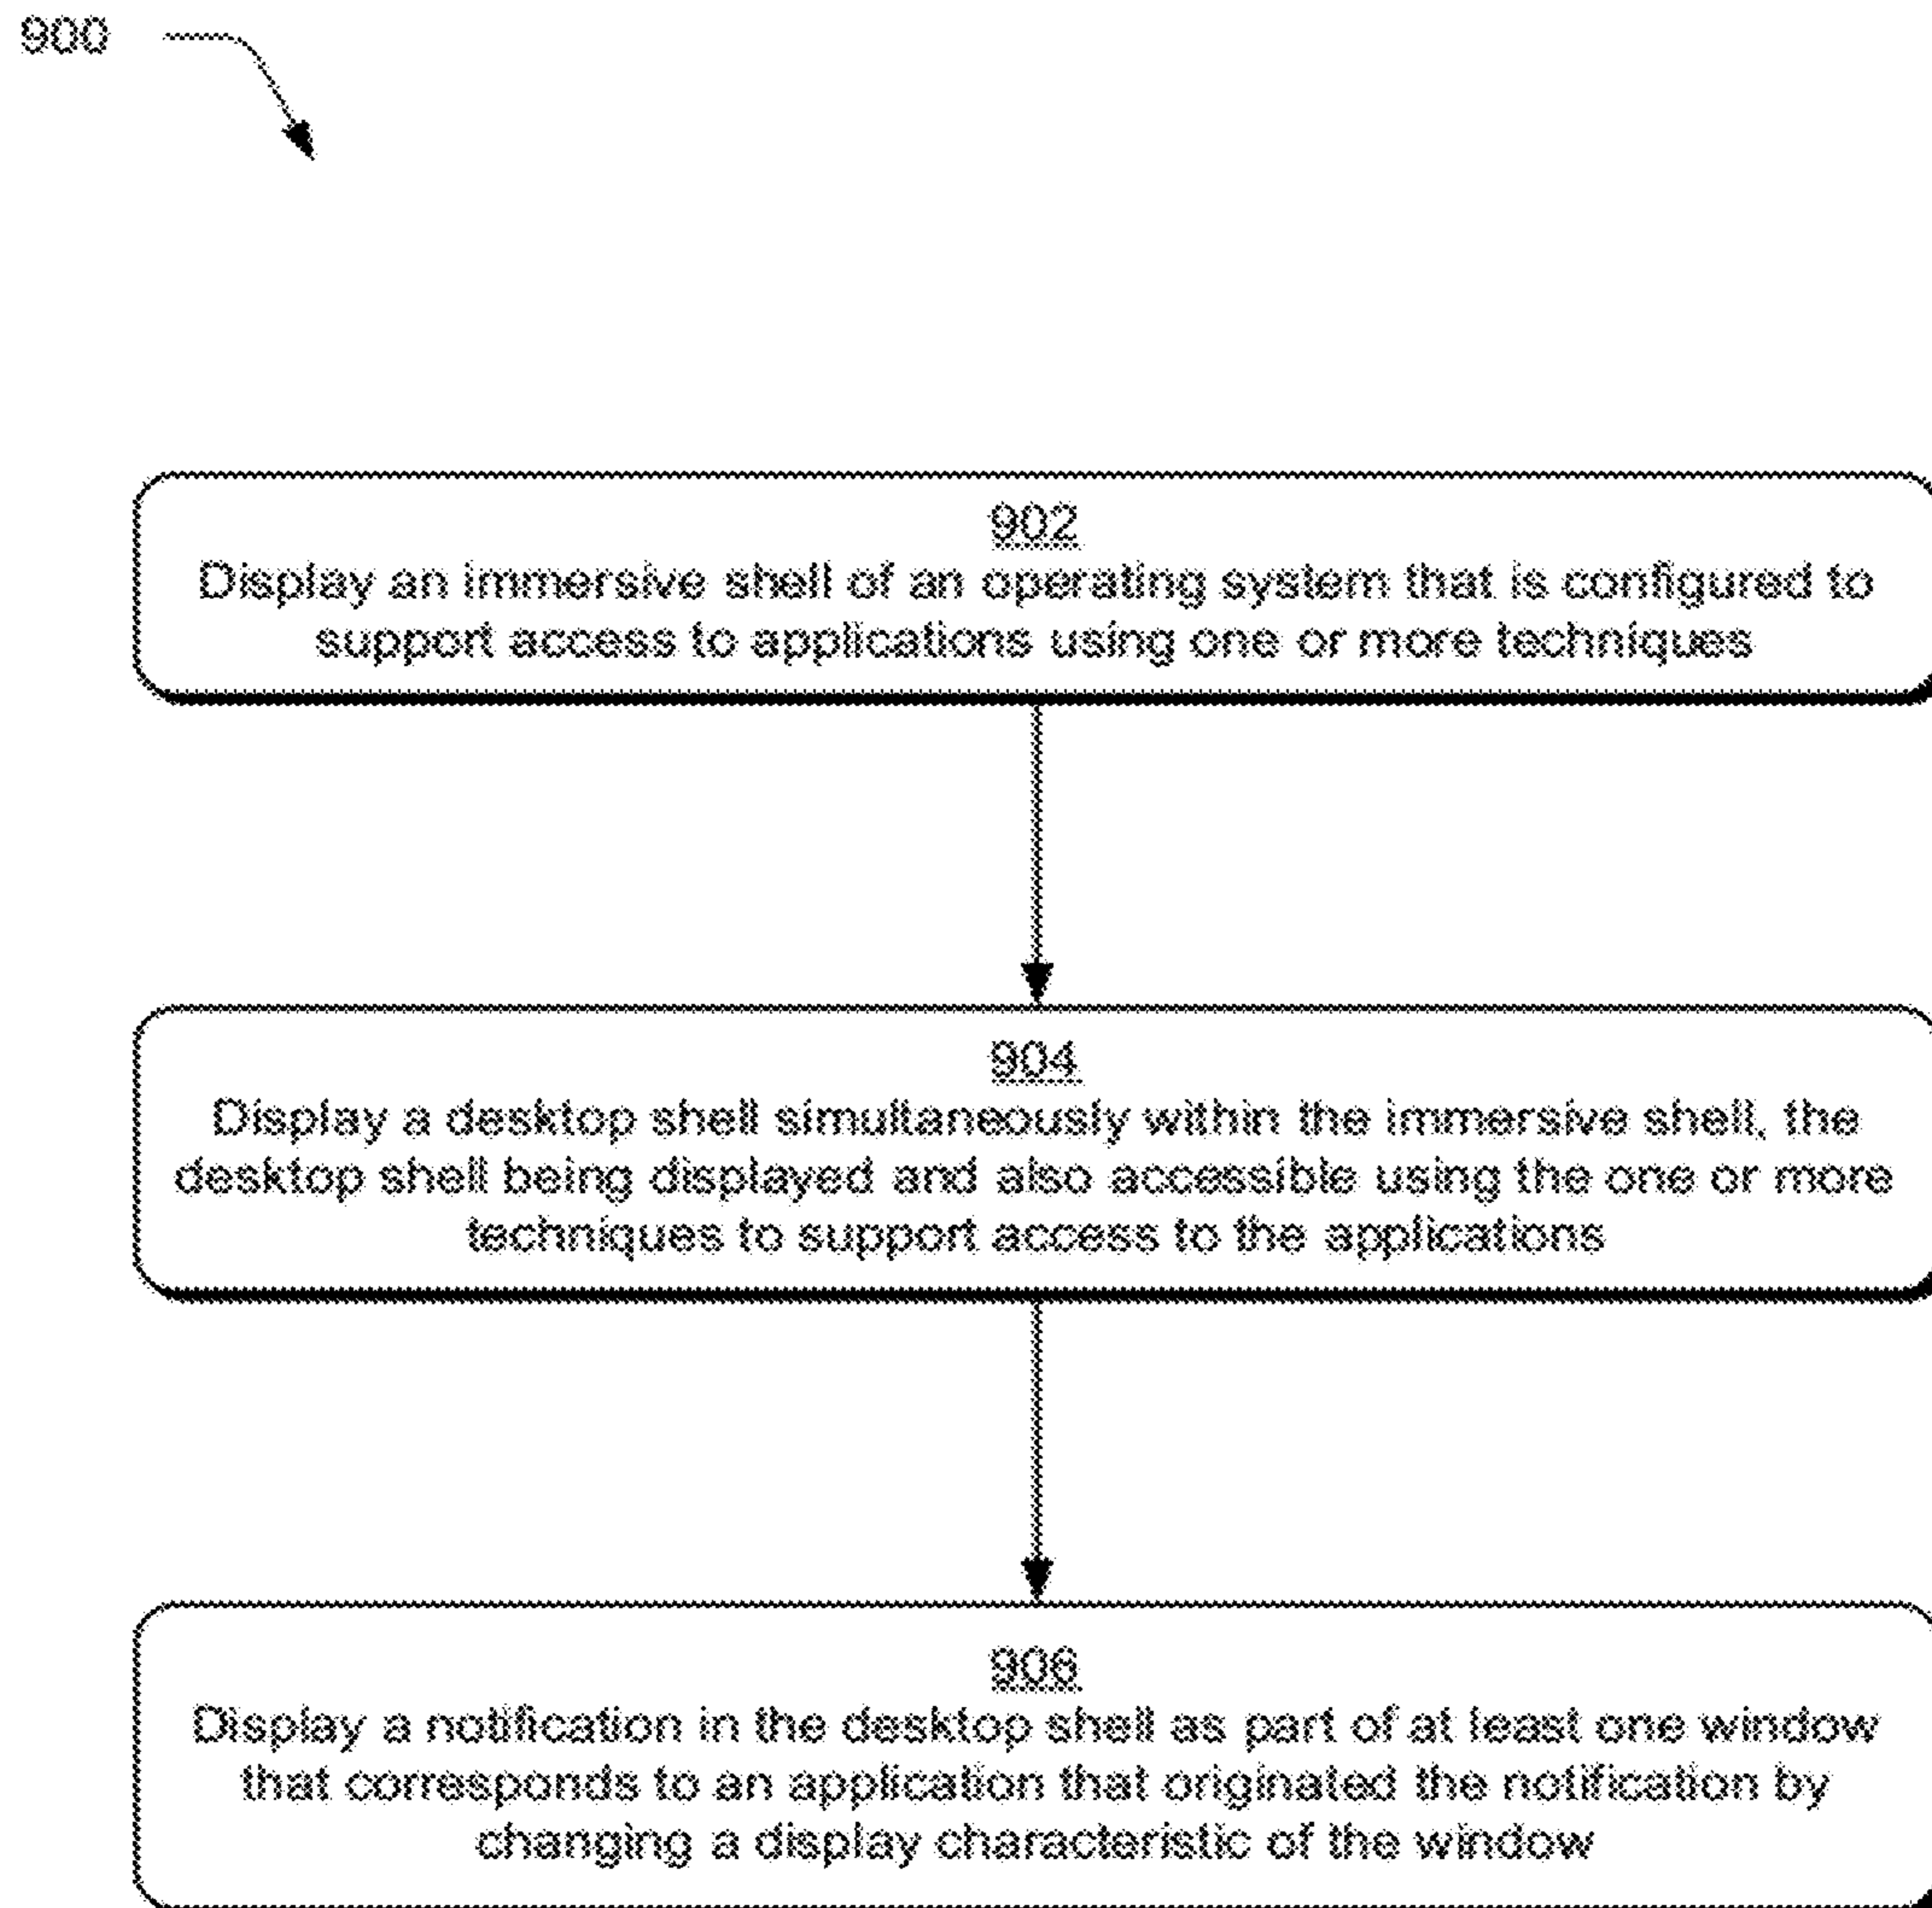 900
902
Display an immersive shell of an operating system that is configured to
support access to applications using one or more techniques
904
Display a desktop shell simultaneously within the immersive shell, the
desktop shell being displayed and also accessible using the one or more
techniques to support access to the applications
906
Display a notification in the desktop shell as part of at least one window
that corresponds to an application that originated the notification by
changing a display characteristic of the window